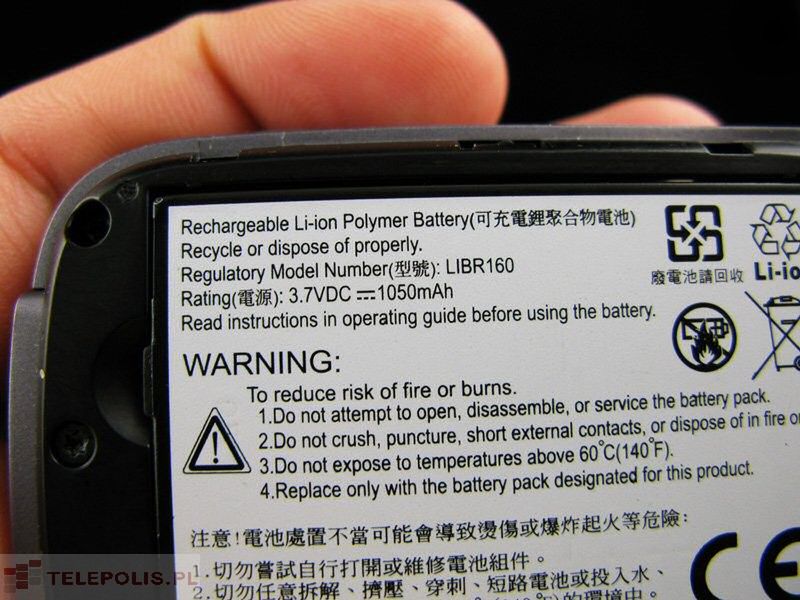 Rechargeable Li-ion Polymer Battery(可充電鋰聚合物電池)
Recycle or dispose of properly.
Regulatory Model Number(型號): LIBR160
Rating(電源): 3.7VDC ⎓1050mAh
Read instructions in operating guide before using the battery.
廢電池請回收
Li-io
WARNING:
To reduce risk of fire or burns.
1.Do not attempt to open, disassemble, or service the battery pack.
2.Do not crush, puncture, short external contacts, or dispose of in fire or
3.Do not expose to temperatures above 60°C(140°F).
4.Replace only with the battery pack designated for this product.
注意!電池處置不當可能會導致燙傷或爆炸起火等危險:
1.切勿嘗試自行打開或維修電池組件。
2.切勿任意拆解、擠壓、穿刺、短路電池或投入水、
的環境中。
CE
TELEPOLIS.PL